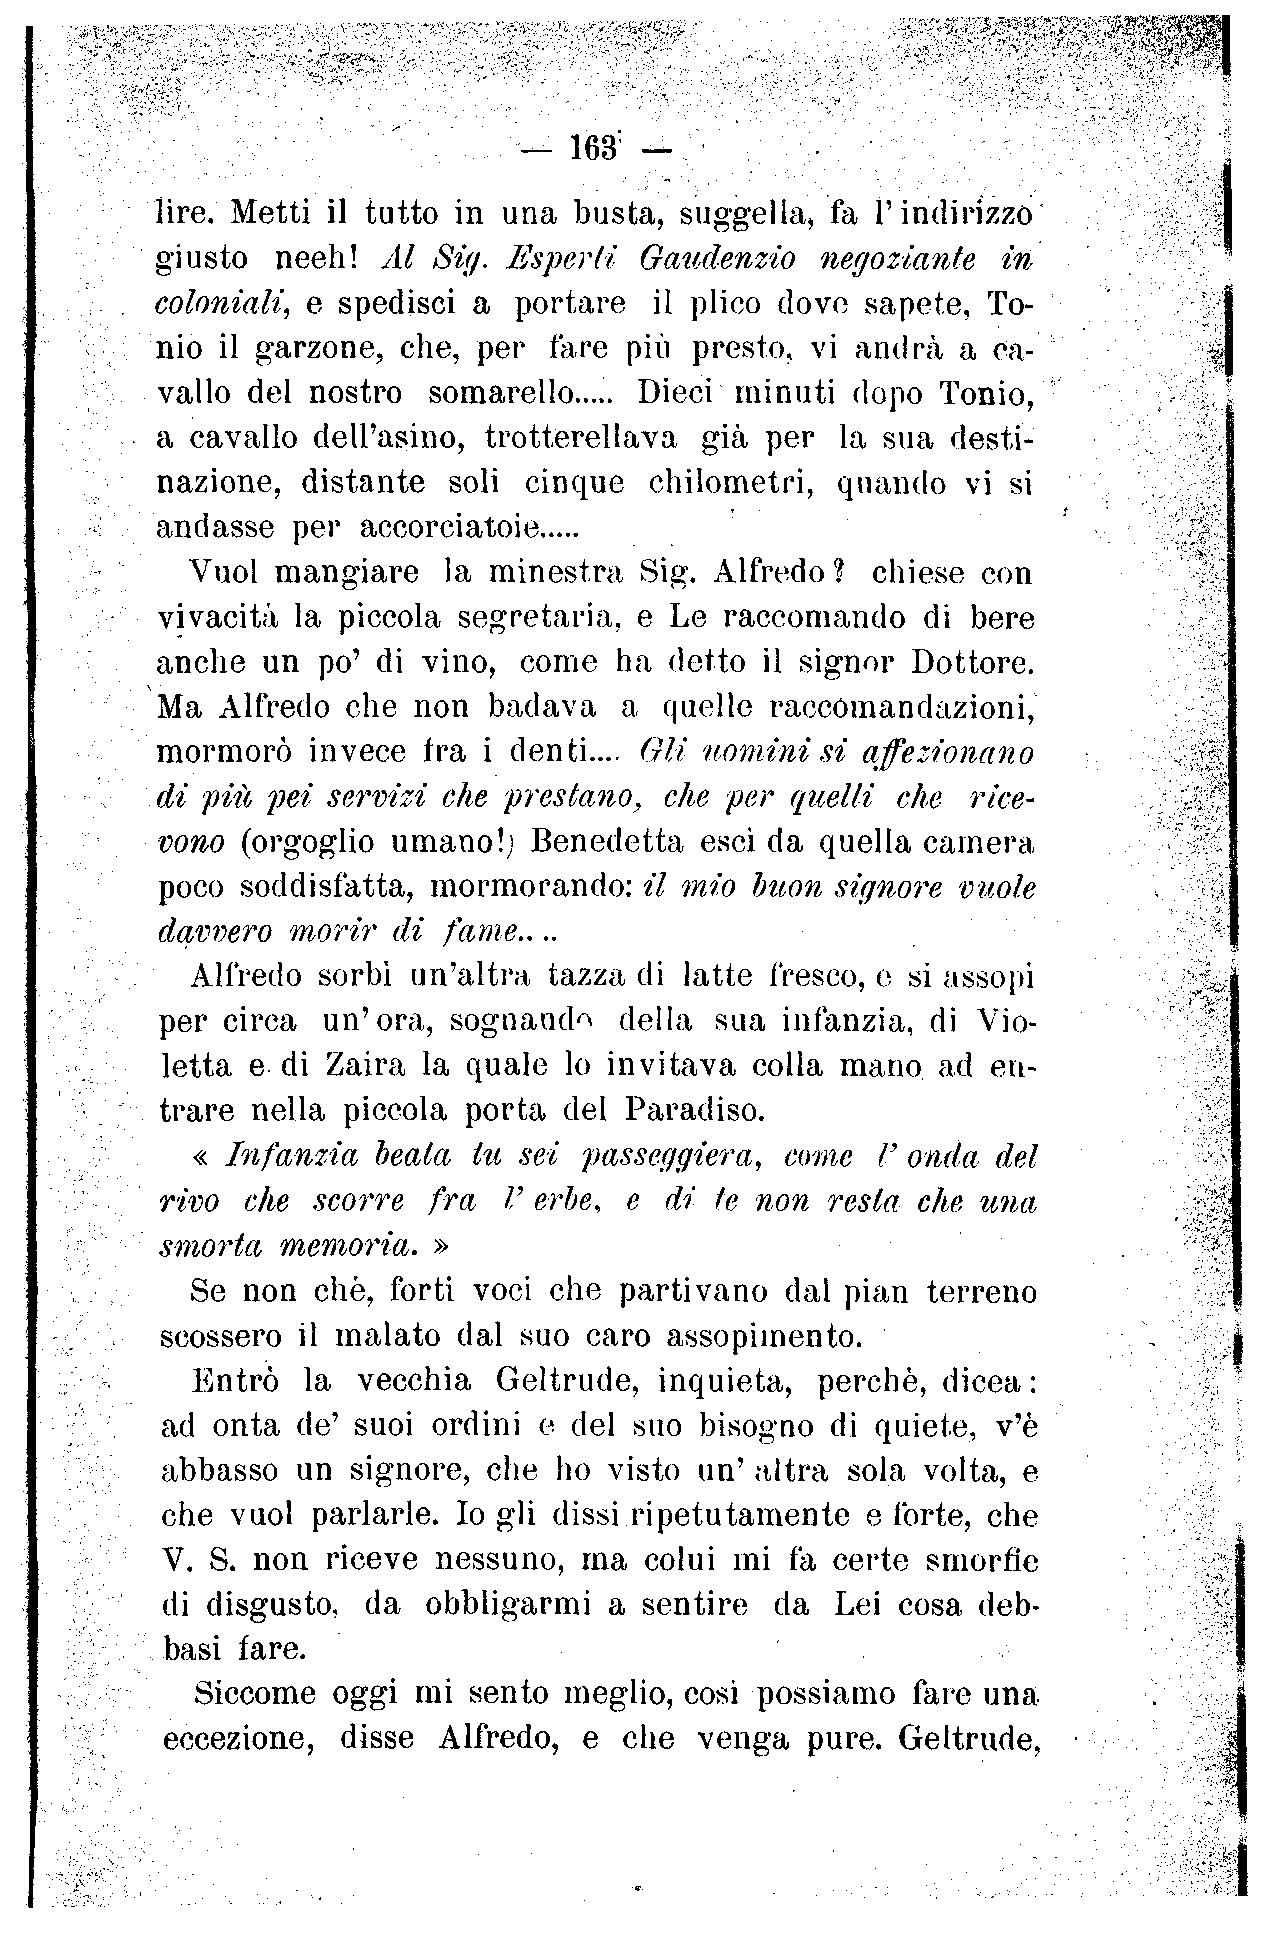 — 163 —
lire. Metti il tutto in una busta, suggella, fa l' indirizzo
giusto neeh! Al Sig. Esperti Gaudenzio negoziante in
coloniali, e spedisci a portare il plico dove sapete, To-
nio il garzone, che, per fare più presto, vi andrà a ca-
vallo del nostro somarello..... Dieci minuti dopo Tonio,
a cavallo dell'asino, trotterellava già per la sua desti-
nazione, distante soli cinque chilometri, quando vi si
andasse per accorciatoie.....
Vuol mangiare la minestra Sig. Alfredo? chiese con
vivacità la piccola segretaria, e Le raccomando di bere
anche un po' di vino, come ha detto il signor Dottore.
Ma Alfredo che non badava a quelle raccomandazioni,
mormorò invece fra i denti.... Gli uomini si affezionano
di più pei servizi che prestano, che per quelli che rice-
vono (orgoglio umano!) Benedetta escì da quella camera
poco soddisfatta, mormorando: il mio buon signore vuole
davvero morir di fame.. ..
Alfredo sorbì un'altra tazza di latte fresco, e si assopì
per circa un' ora, sognando della sua infanzia, di Vio-
letta e di Zaira la quale lo invitava colla mano ad en-
trare nella piccola porta del Paradiso.
« Infanzia beata tu sei passeggiera, come l' onda del
rivo che scorre fra l' erbe, e di te non resta che una
smorta memoria. »
Se non chè, forti voci che partivano dal pian terreno
scossero il malato dal suo caro assopimento.
Entrò la vecchia Geltrude, inquieta, perchè, dicea:
ad onta de' suoi ordini e del suo bisogno di quiete, v'è
abbasso un signore, che ho visto un' altra sola volta, e
che vuol parlarle. Io gli dissi ripetutamente e forte, che
V. S. non riceve nessuno, ma colui mi fa certe smorfie
di disgusto, da obbligarmi a sentire da Lei cosa deb-
basi fare.
Siccome oggi mi sento meglio, così possiamo fare una
eccezione, disse Alfredo, e che venga pure. Geltrude,